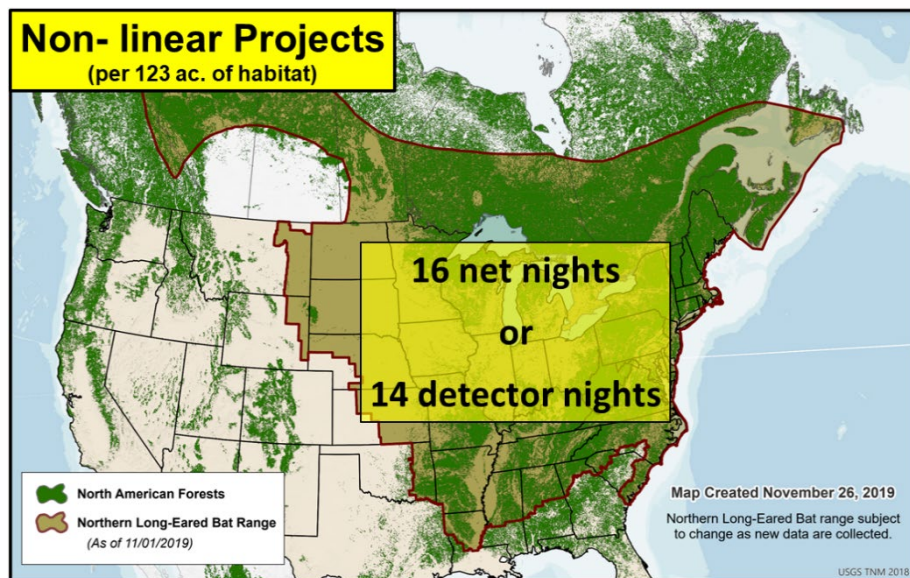 Non- linear Projects
(per 123 ac. of habitat)
16 net nights
or
14 detector nights
North American Forests
Northern Long-Eared Bat Range
(As of 11/01/2019)
Map Created November 26, 2019
Northern Long-Eared Bat range subject
to change as new data are collected.
USGS TNM 2018